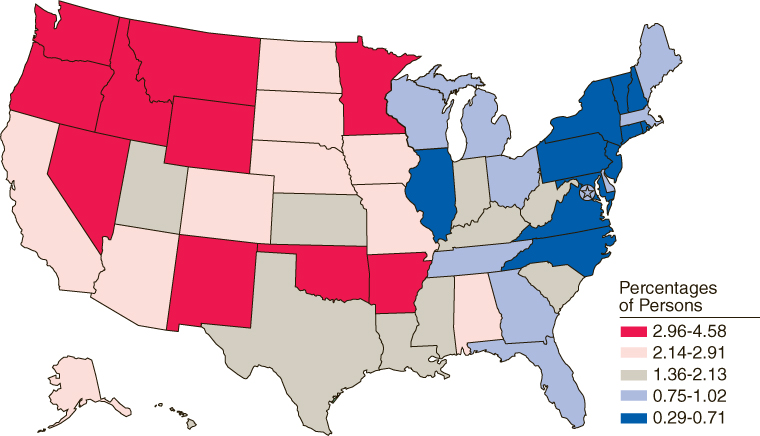 Percentages
of Persons
2.96-4.58
2.14-2.91
1.36-2.13
0.75-1.02
0.29-0.71